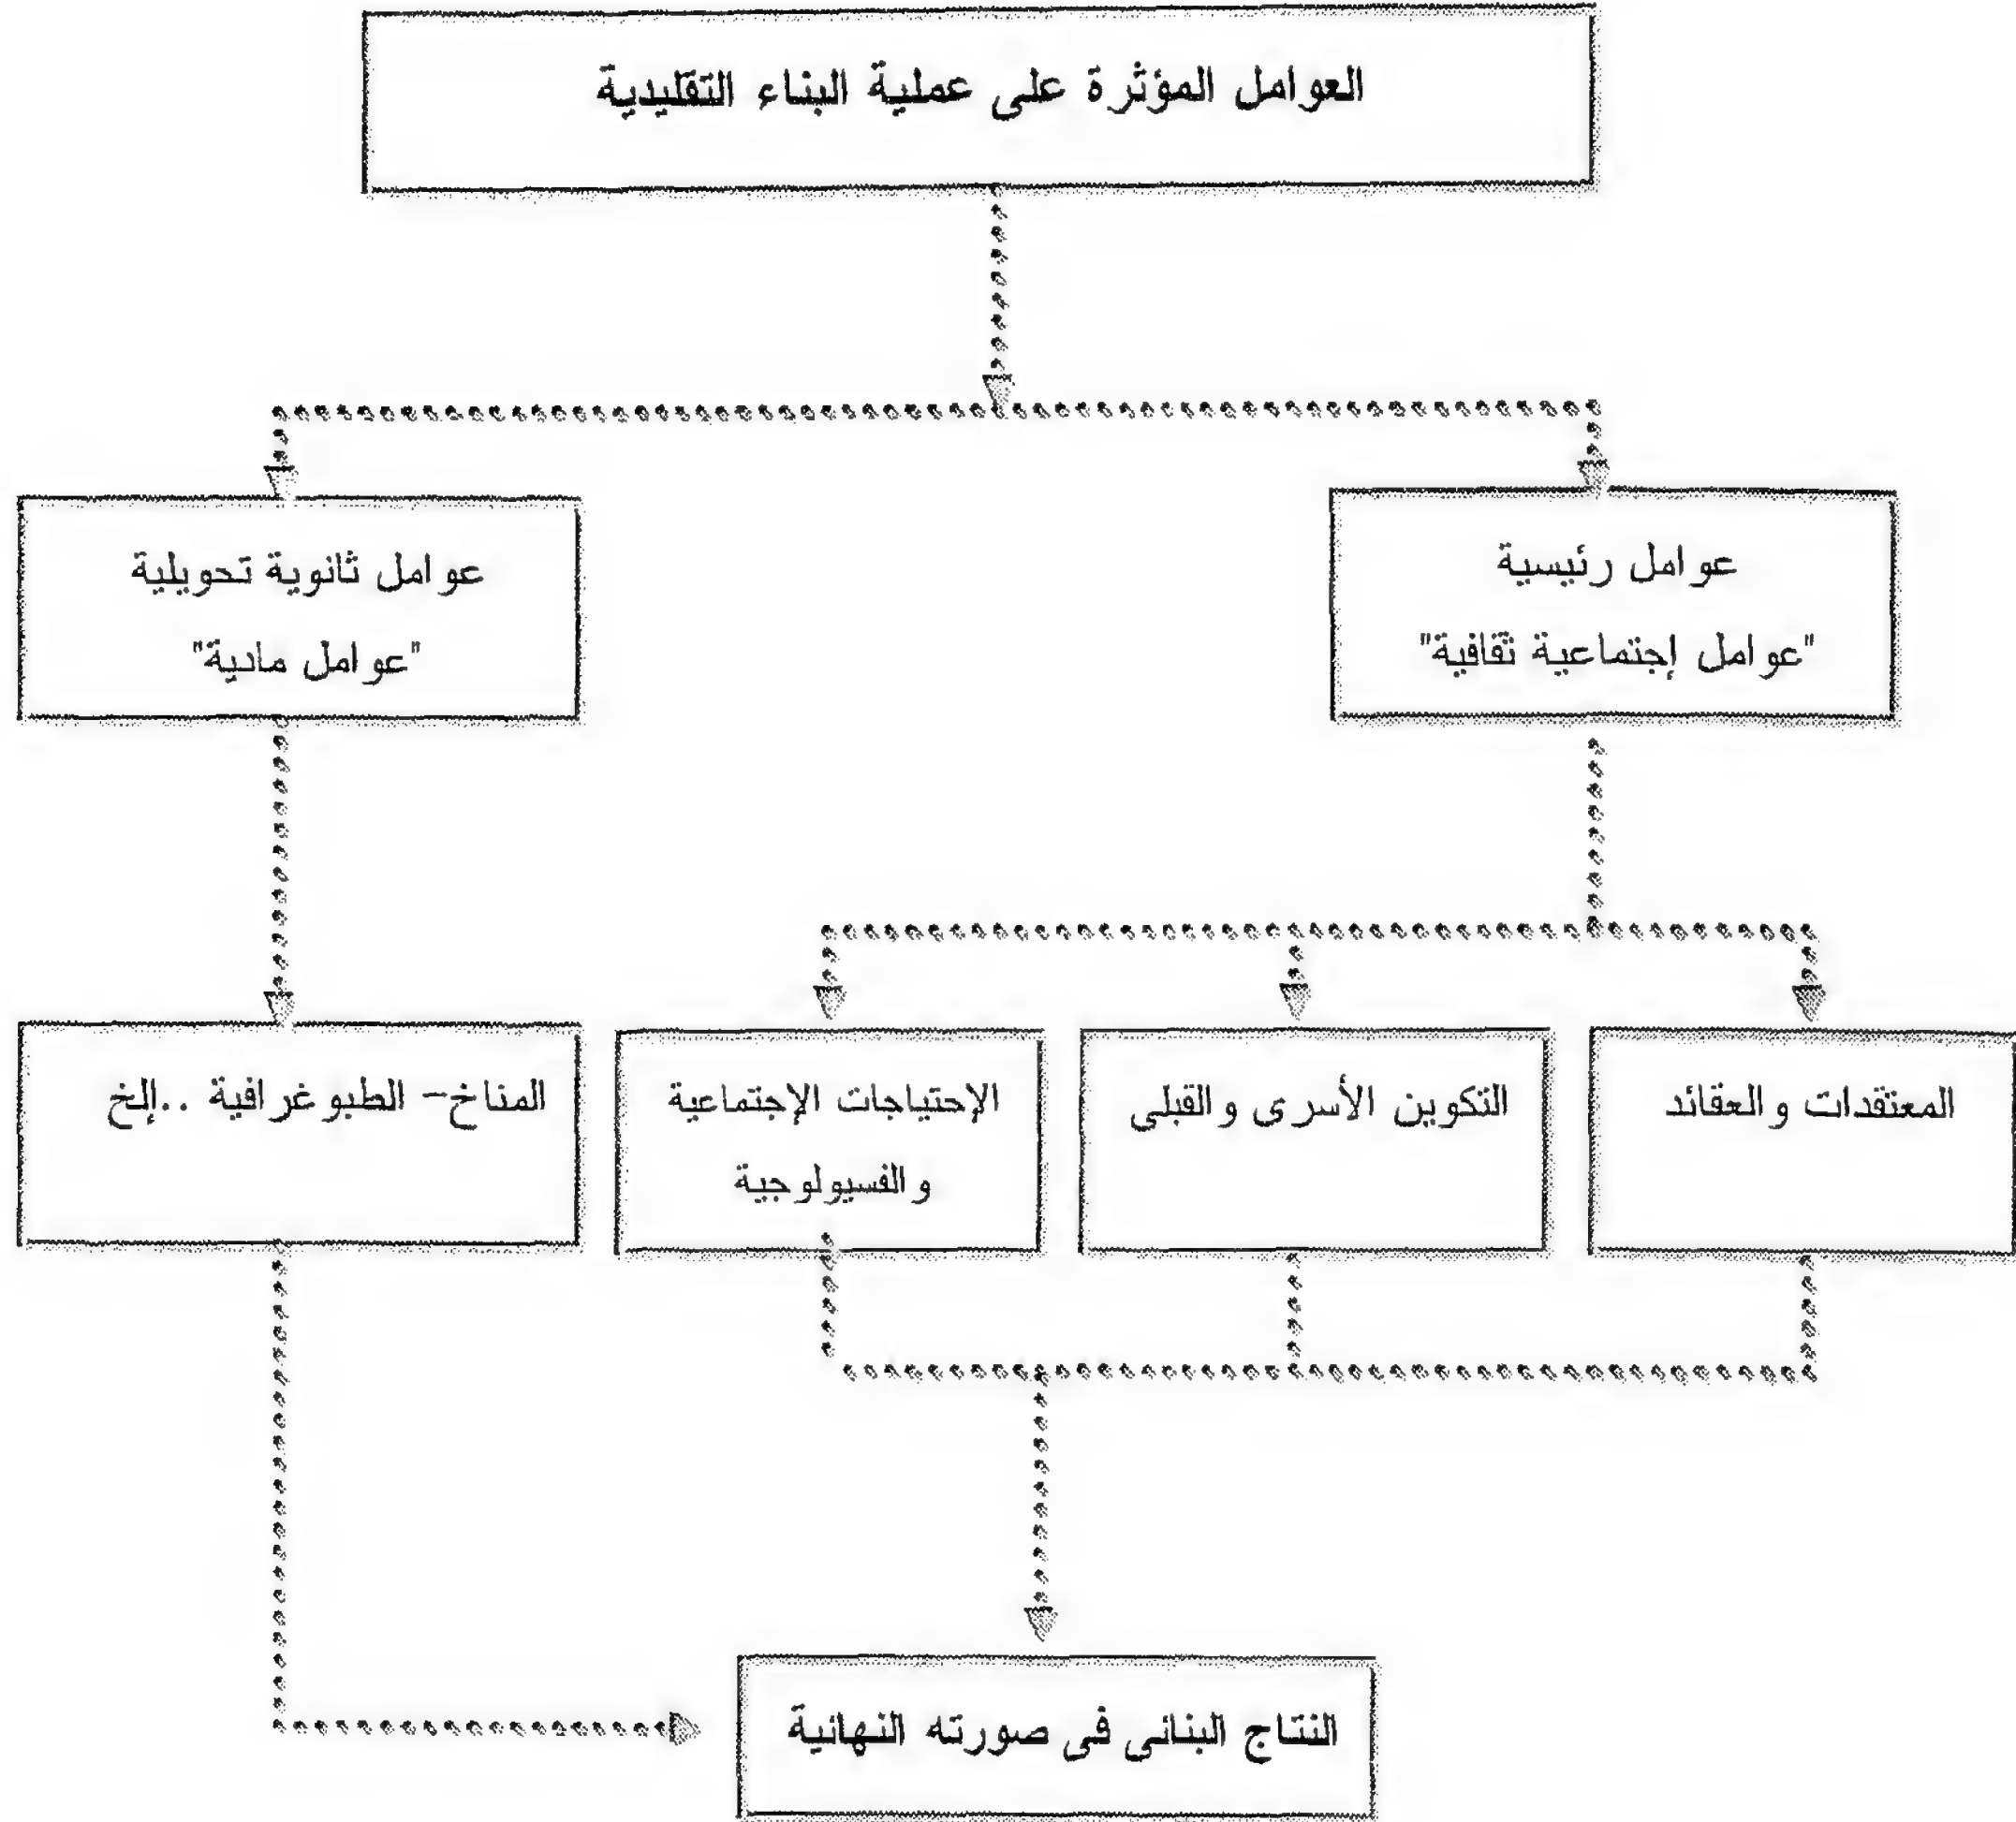 العوامل المؤثرة على عملية البناء التقليدية
عوامل رئيسية
"عوامل إجتماعية ثقافية"
عوامل ثانوية تحويلية
"عوامل مادية"
المعتقدات والعقائد
التكوين الأسرى والقبلى
الإحتياجات الإجتماعية
والفسيولوجية
المناخ- الطبوغرافية ..إلخ
النتاج البنائى فى صورته النهائية